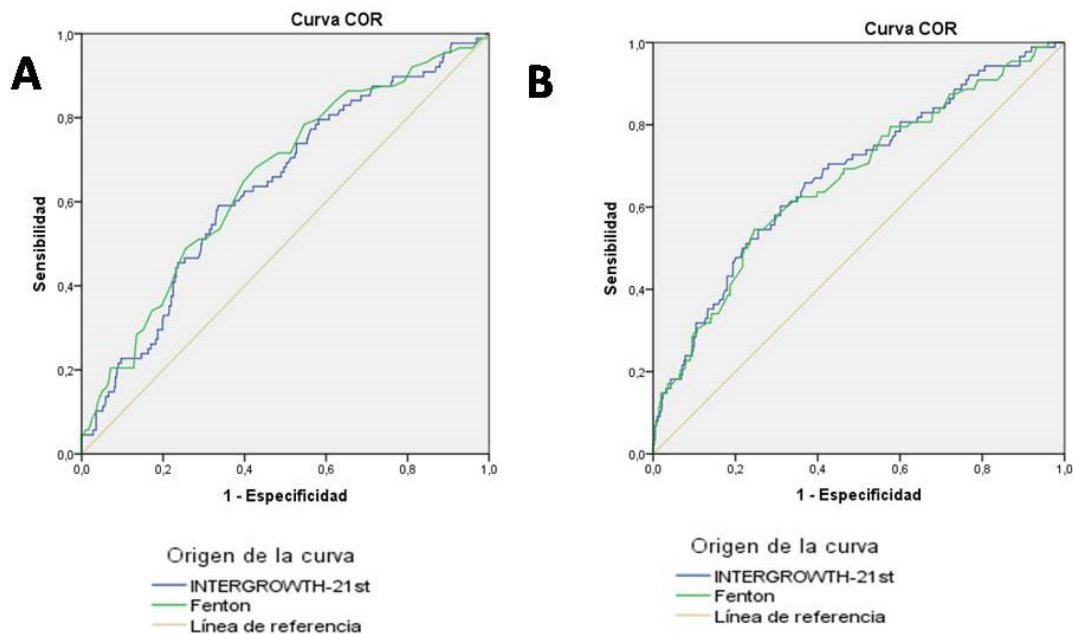 A
Curva COR
Sensibilidad
1,0
0,8
0,6
0,4
0,2
0,0
0,0 0,2 0,4 0,6 0,8 1,0
1 - Especificidad
Origen de la curva
INTERGROWTH-21st
Fenton
Línea de referencia
B
Curva COR
Sensibilidad
1,0
0,8
0,6
0,4
0,2
0,0
0,0 0,2 0,4 0,6 0,8 1,0
1 - Especificidad
Origen de la curva
INTERGROWTH-21st
Fenton
Línea de referencia